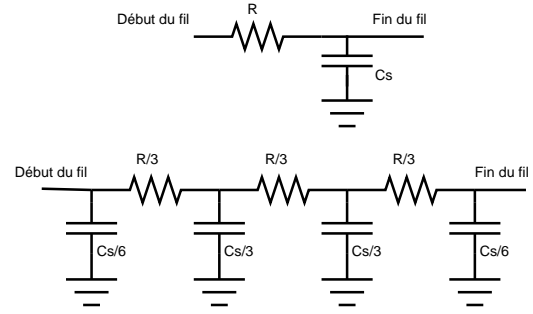 R
Début du fil
Fin du fil
Cs
R/3
R/3
R/3
Début du fil
Fin du fil
Cs/6
Cs/3
Cs/3
Cs/6